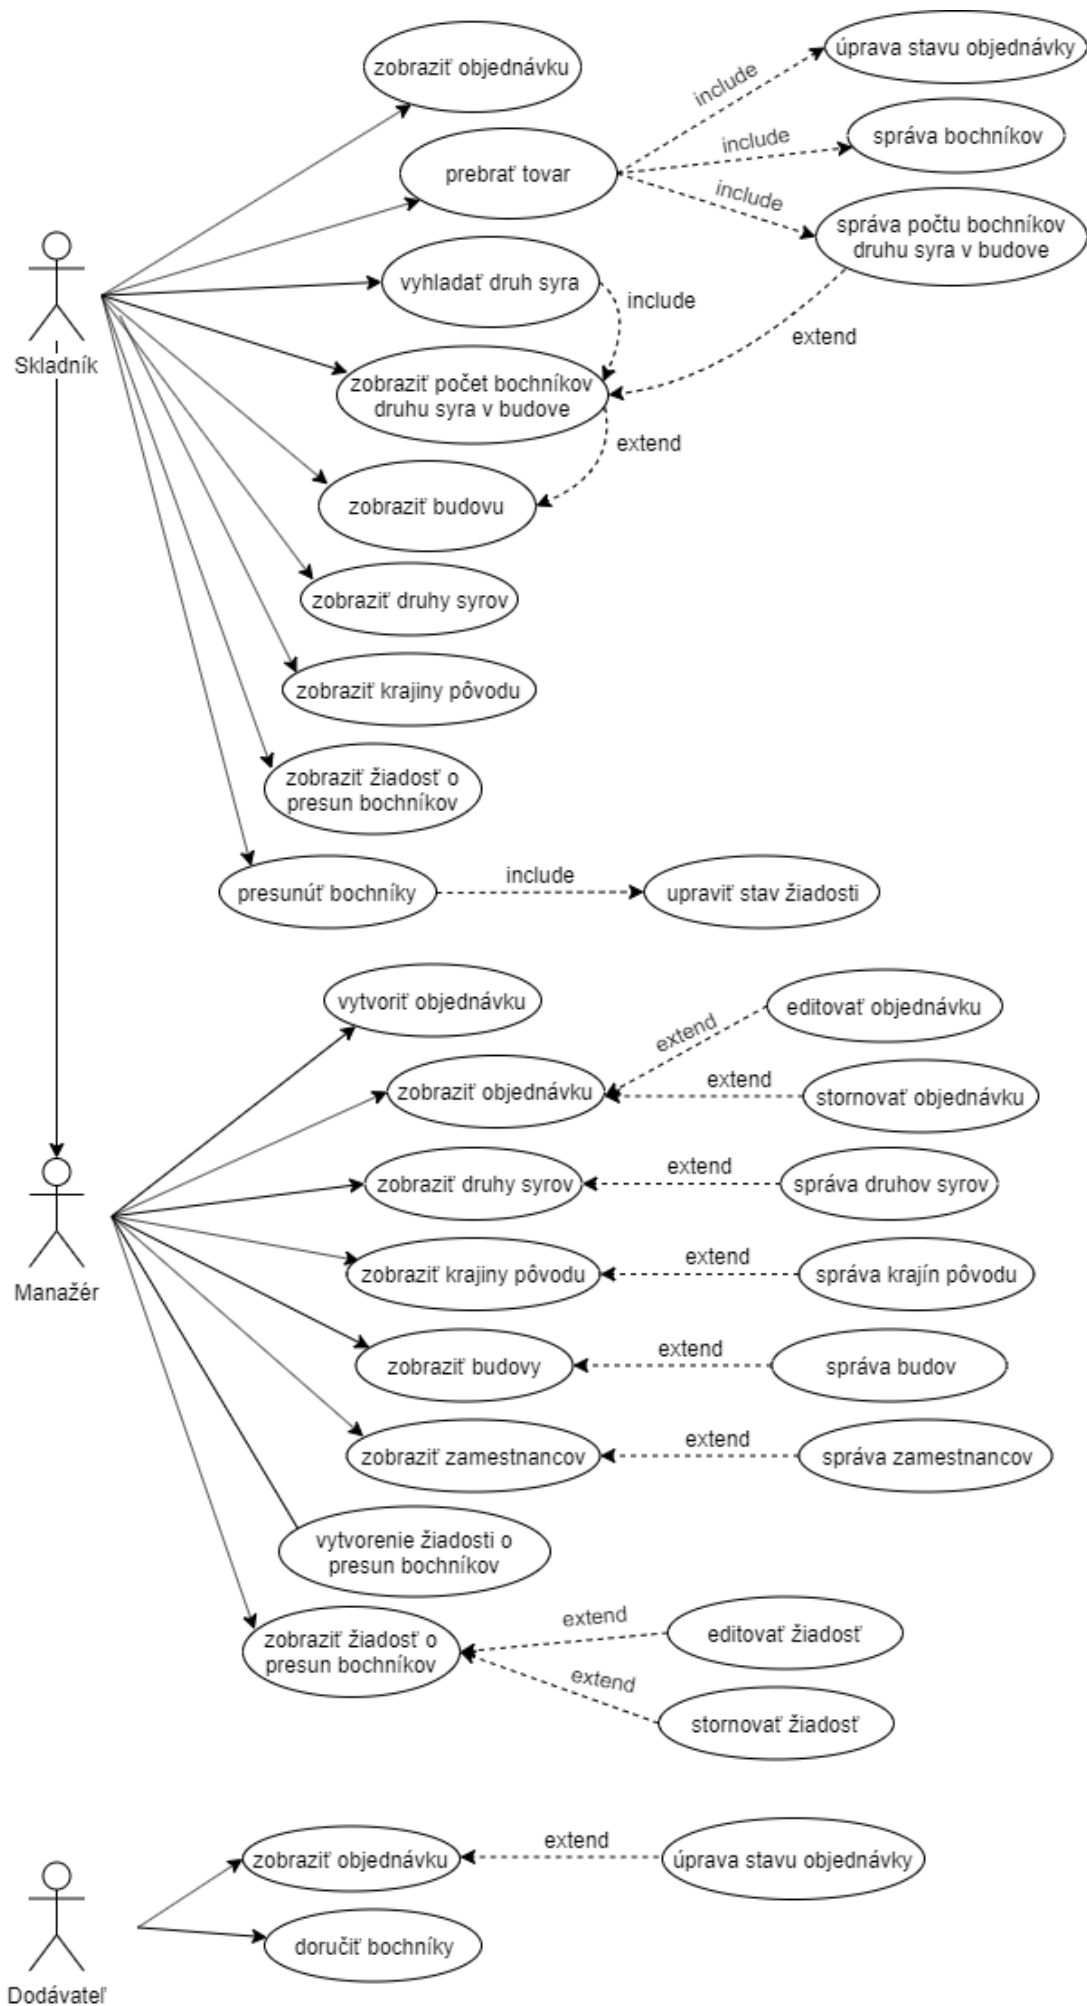 zobraziť objednávku
úprava stavu objednávky
include
prebrať tovar
include
správa bochníkov
include
správa počtu bochníkov
druhu syra v budove
vyhladať druh syra
include
extend
Skladník
zobraziť počet bochníkov
druhu syra v budove
extend
zobraziť budovu
zobraziť druhy syrov
zobraziť krajiny pôvodu
zobraziť žiadosť o
presun bochníkov
presunúť bochníky
include
upraviť stav žiadosti
vytvoriť objednávku
editovať objednávku
extend
zobraziť objednávku
extend
stornovať objednávku
zobraziť druhy syrov
extend
správa druhov syrov
Manažér
zobraziť krajiny pôvodu
extend
správa krajín pôvodu
zobraziť budovy
extend
správa budov
zobraziť zamestnancov
extend
správa zamestnancov
vytvorenie žiadosti o
presun bochníkov
zobraziť žiadosť o
presun bochníkov
extend
editovať žiadosť
extend
stornovať žiadosť
zobraziť objednávku
extend
úprava stavu objednávky
doručiť bochníky
Dodávateľ